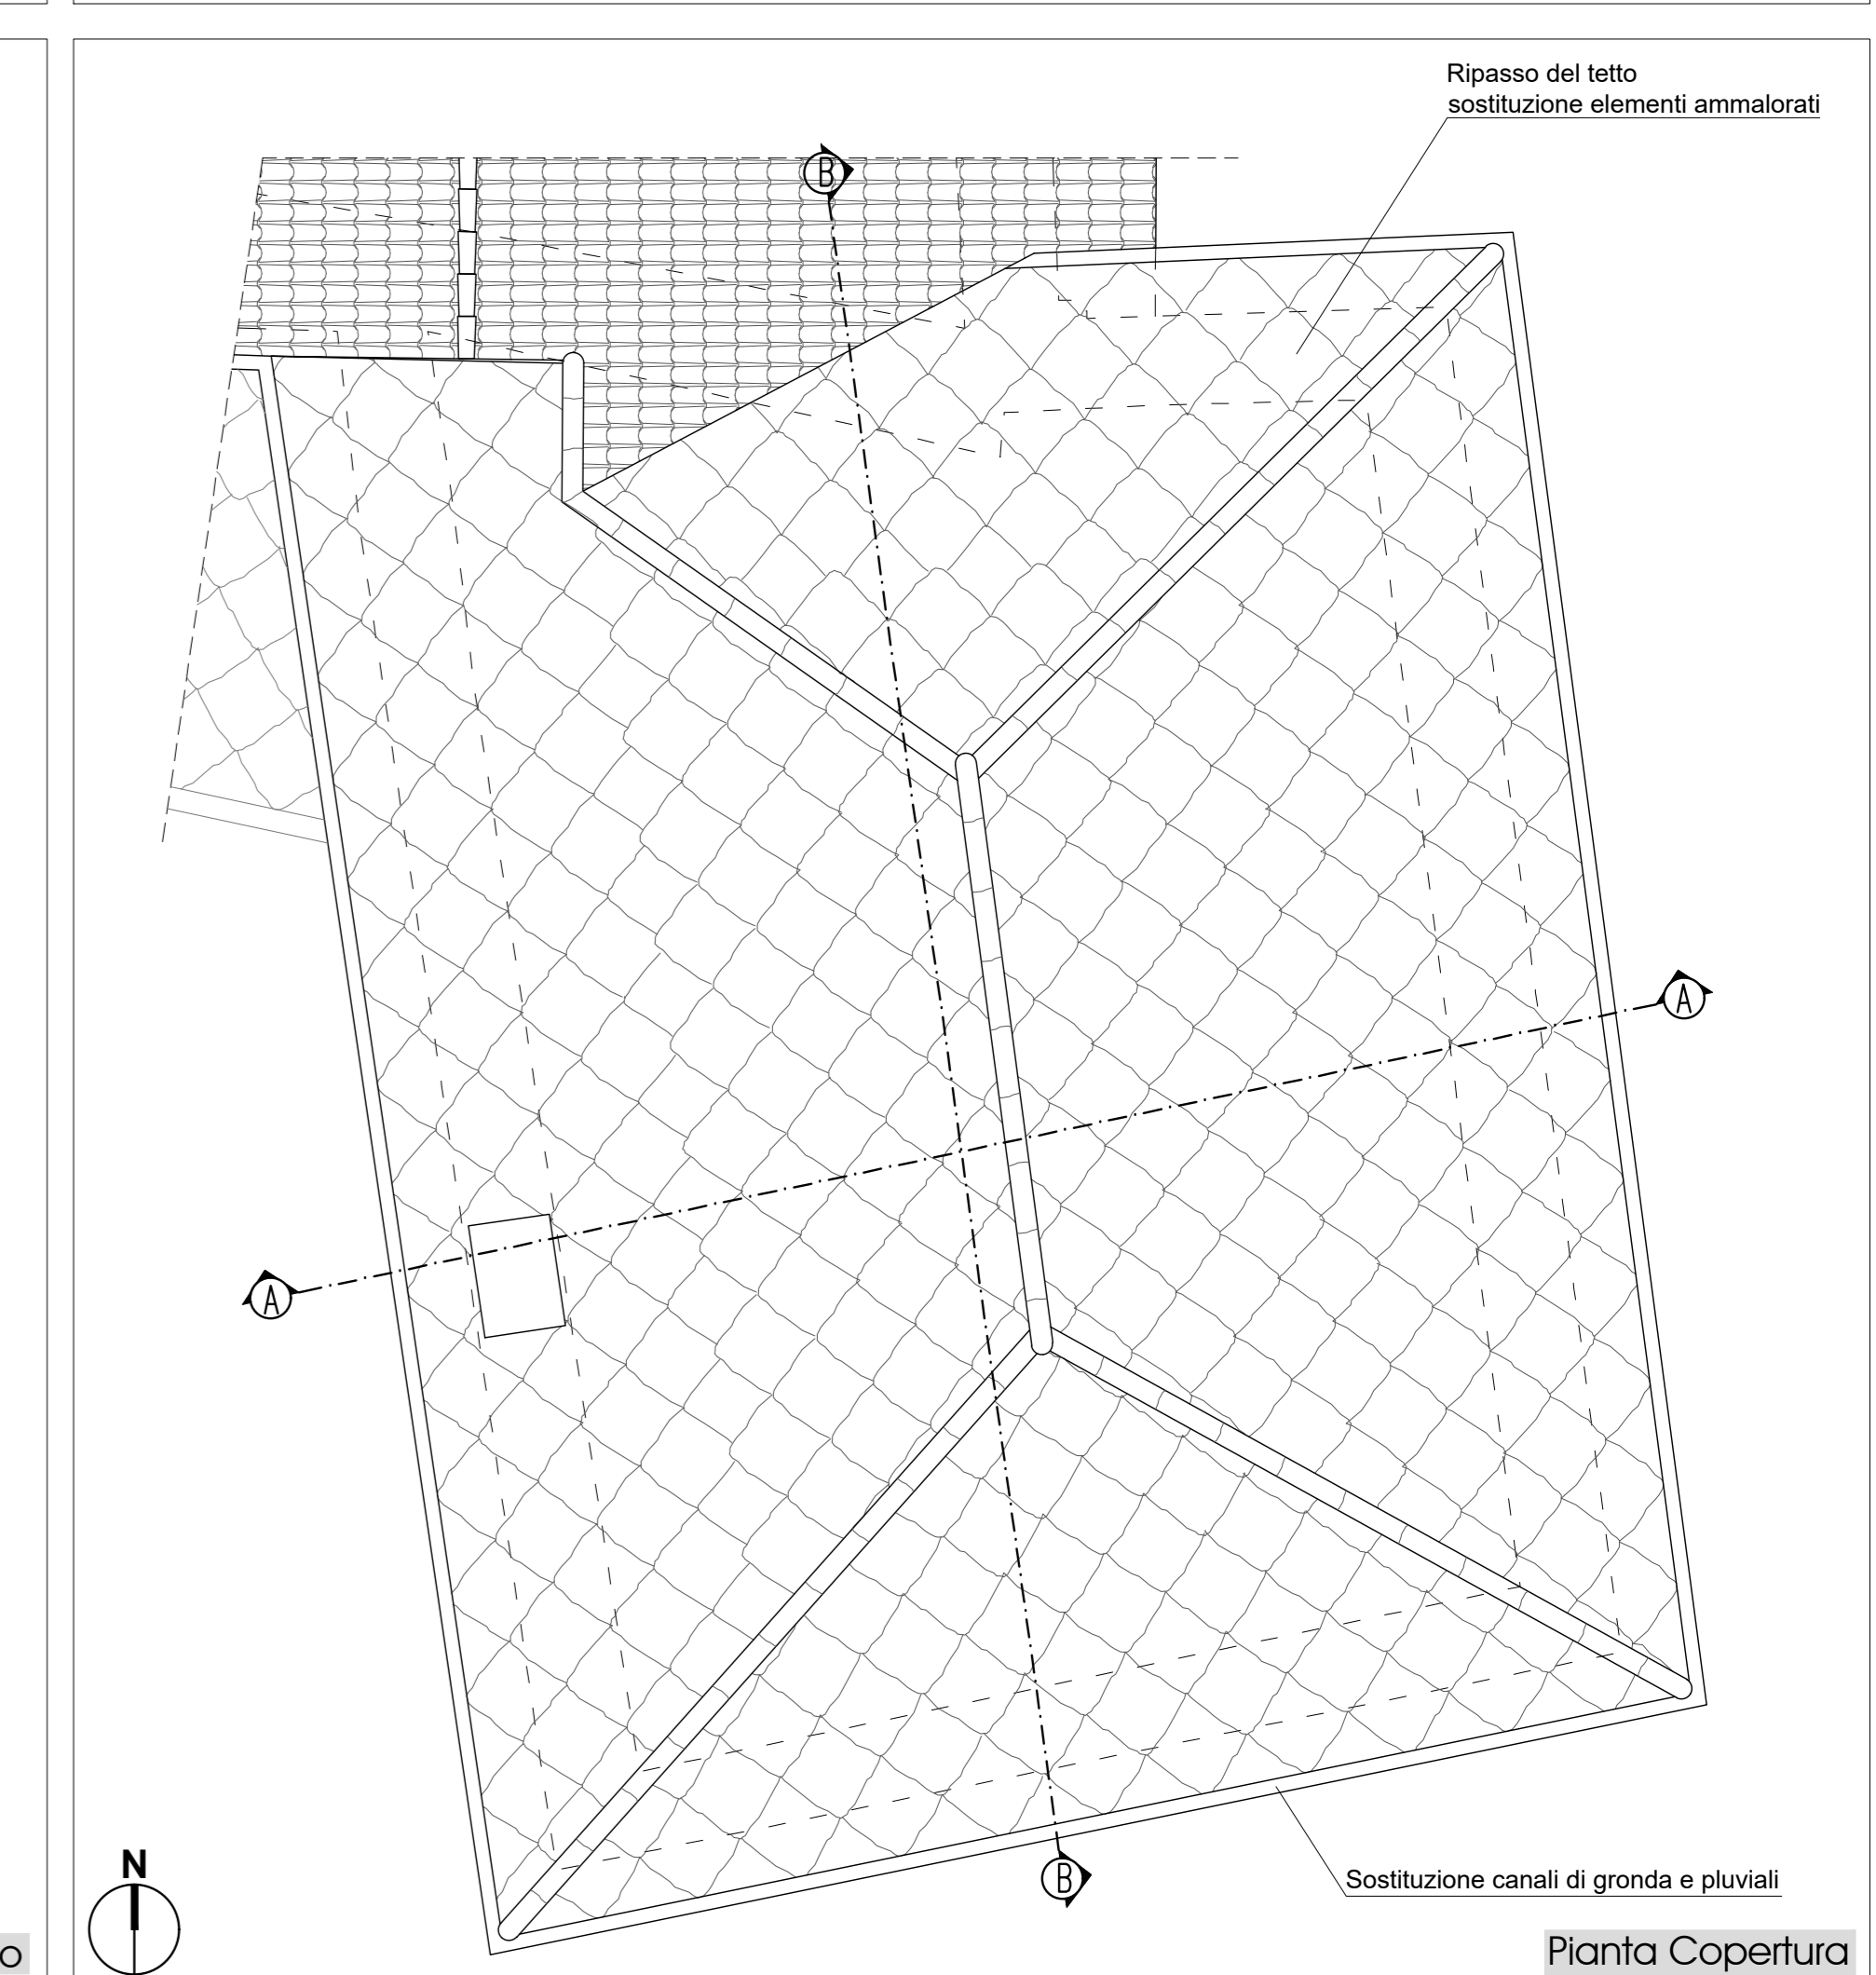 Ripasso del tetto
sostituzione elementi ammalorati
B
A
A
B
Sostituzione canali di gronda e pluviali
N
o
Pianta Copertura